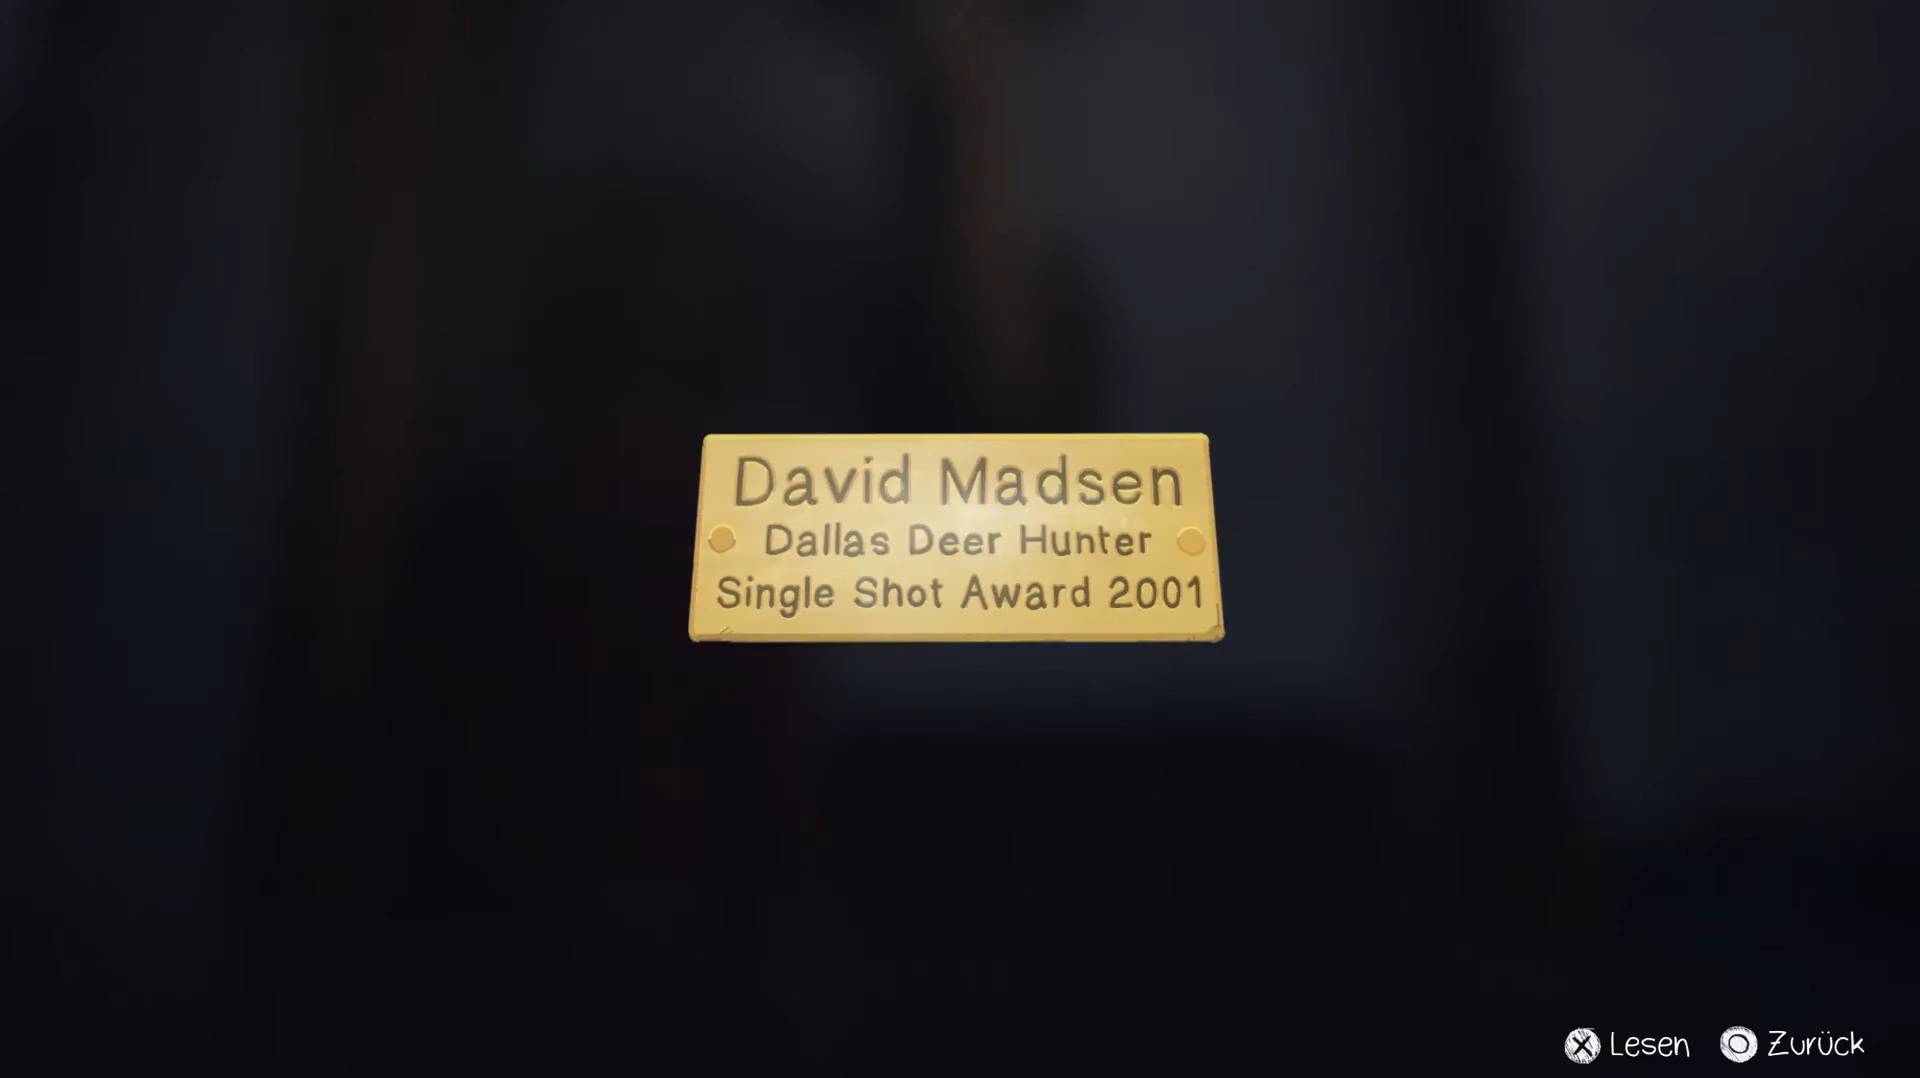 David Madsen
Dallas Deer Hunter
Single Shot Award 2001
Lesen Zurück